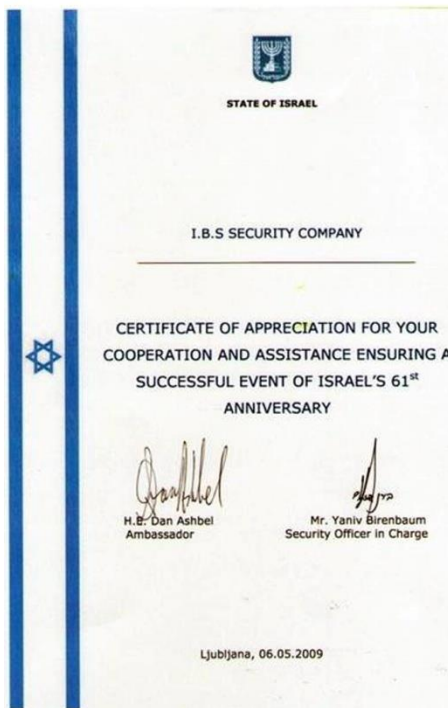 STATE OF ISRAEL
I.B.S SECURITY COMPANY
CERTIFICATE OF APPRECIATION FOR YOUR
COOPERATION AND ASSISTANCE ENSURING A
SUCCESSFUL EVENT OF ISRAEL'S 61st
ANNIVERSARY
H.E. Dan Ashbel
Ambassador
Mr. Yaniv Birenbaum
Security Officer in Charge
Ljubljana, 06.05.2009